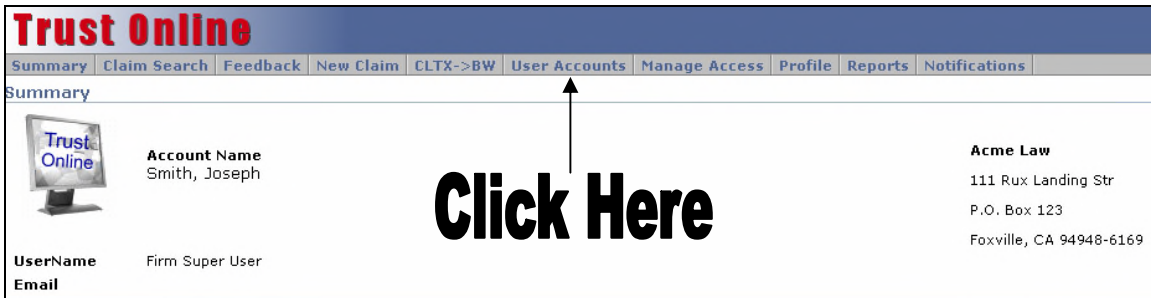 Trust Online
Summary Claim Search Feedback New Claim CLTX->BW User Accounts Manage Access Profile Reports Notifications
Summary
Trust
Online
Account Name
Smith, Joseph
Click Here
Acme Law
111 Rux Landing Str
P.O. Box 123
Foxville, CA 94948-6169
UserName Firm Super User
Email